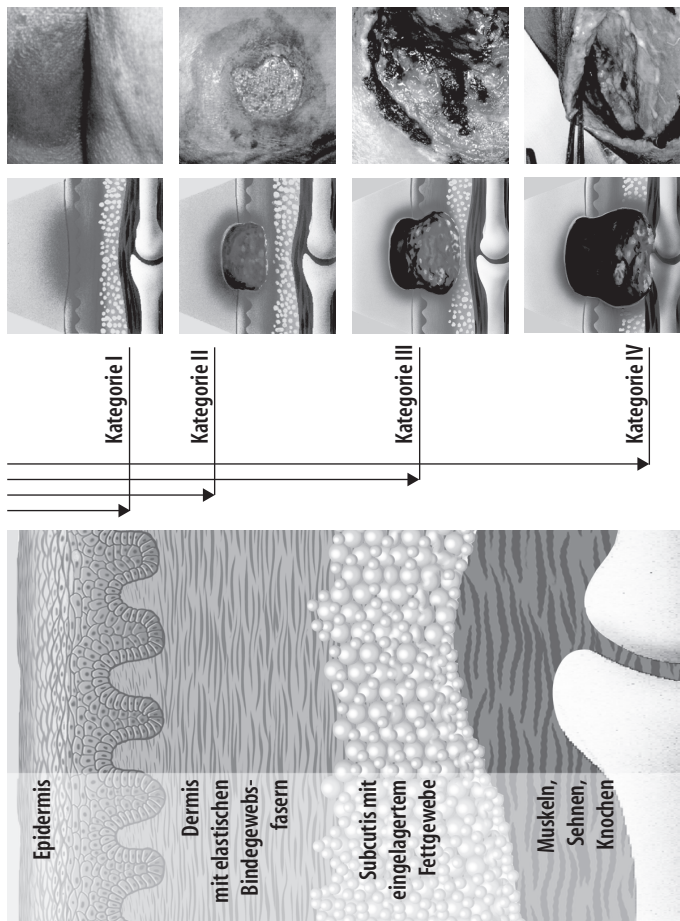 Epidermis
Dermis
mit elastischen
Bindegewebs-
fasern
Subcutis mit
eingelagertem
Fettgewebe
Muskeln,
Sehnen,
Knochen
Kategorie I
Kategorie II
Kategorie III
Kategorie IV